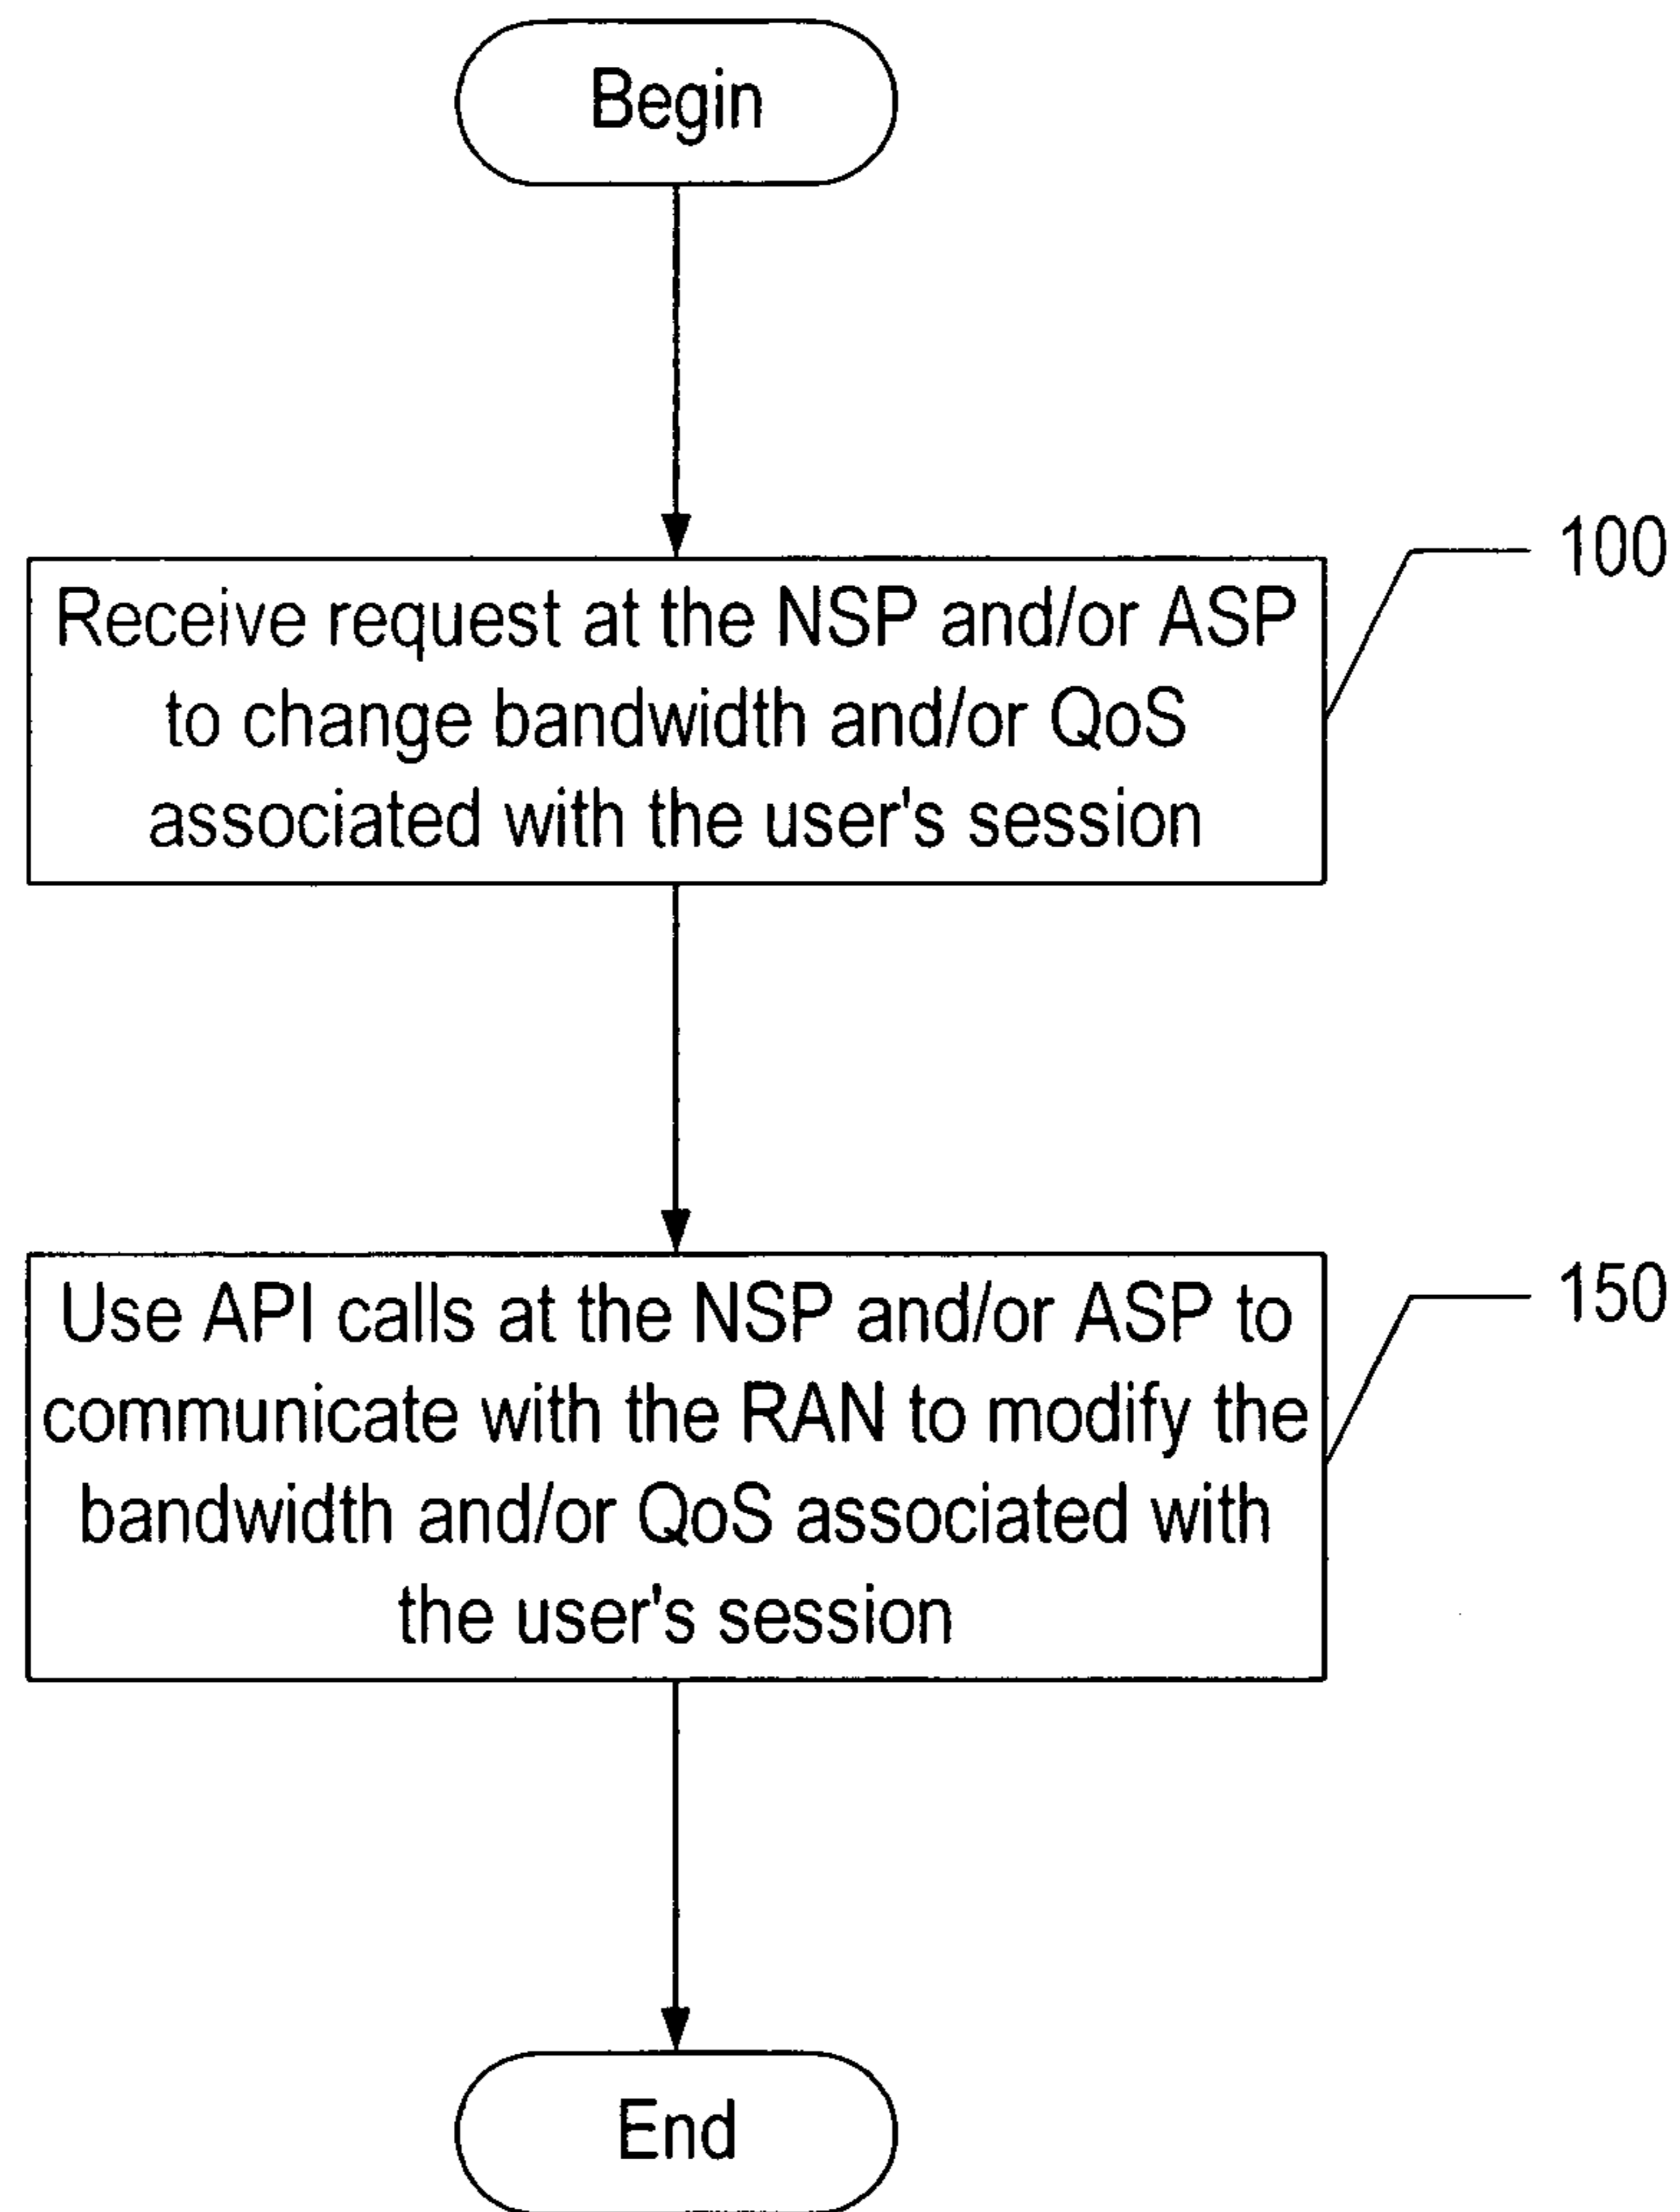 Begin
100
Receive request at the NSP and/or ASP
to change bandwidth and/or QoS
associated with the user's session
150
Use API calls at the NSP and/or ASP to
communicate with the RAN to modify the
bandwidth and/or QoS associated with
the user's session
End